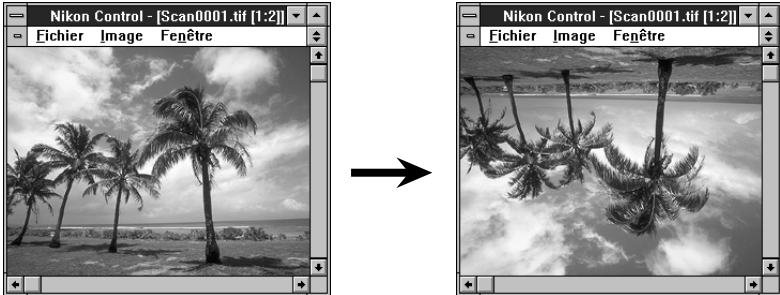 Nikon Control - [Scan0001.tif [1:2]]
Fichier Image Fenêtre
Nikon Control - [Scan0001.tif [1:2]]
Fichier Image Fenêtre